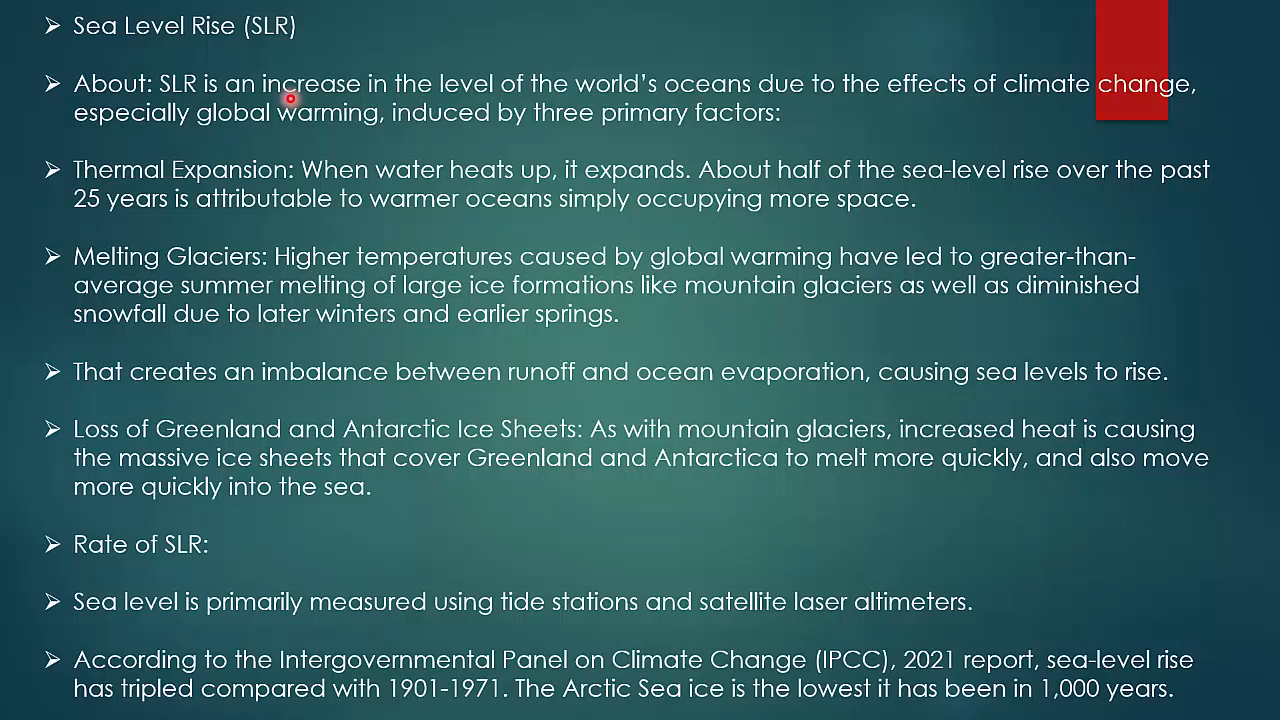 ➢ Sea Level Rise (SLR)
➢ About: SLR is an increase in the level of the world's oceans due to the effects of climate change,
especially global warming, induced by three primary factors:
➢ Thermal Expansion: When water heats up, it expands. About half of the sea-level rise over the past
25 years is attributable to warmer oceans simply occupying more space.
➢ Melting Glaciers: Higher temperatures caused by global warming have led to greater-than-
average summer melting of large ice formations like mountain glaciers as well as diminished
snowfall due to later winters and earlier springs.
➢ That creates an imbalance between runoff and ocean evaporation, causing sea levels to rise.
➢ Loss of Greenland and Antarctic Ice Sheets: As with mountain glaciers, increased heat is causing
the massive ice sheets that cover Greenland and Antarctica to melt more quickly, and also move
more quickly into the sea.
➢ Rate of SLR:
➢ Sea level is primarily measured using tide stations and satellite laser altimeters.
➢ According to the Intergovernmental Panel on Climate Change (IPCC), 2021 report, sea-level rise
has tripled compared with 1901-1971. The Arctic Sea ice is the lowest it has been in 1,000 years.